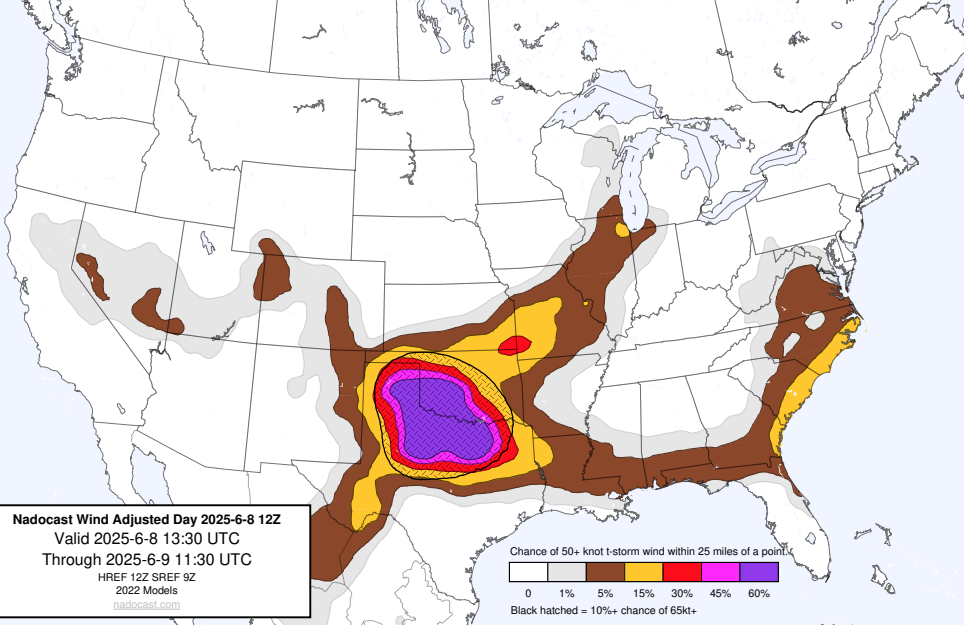 Nadocast Wind Adjusted Day 2025-6-8 12Z
Valid 2025-6-8 13:30 UTC
Through 2025-6-9 11:30 UTC
HREF 12Z SREF 9Z
2022 Models
nadocast.com
Chance of 50+ knot t-storm wind within 25 miles of a point.
0 1% 5% 15% 30% 45% 60%
Black hatched = 10%+ chance of 65kt+